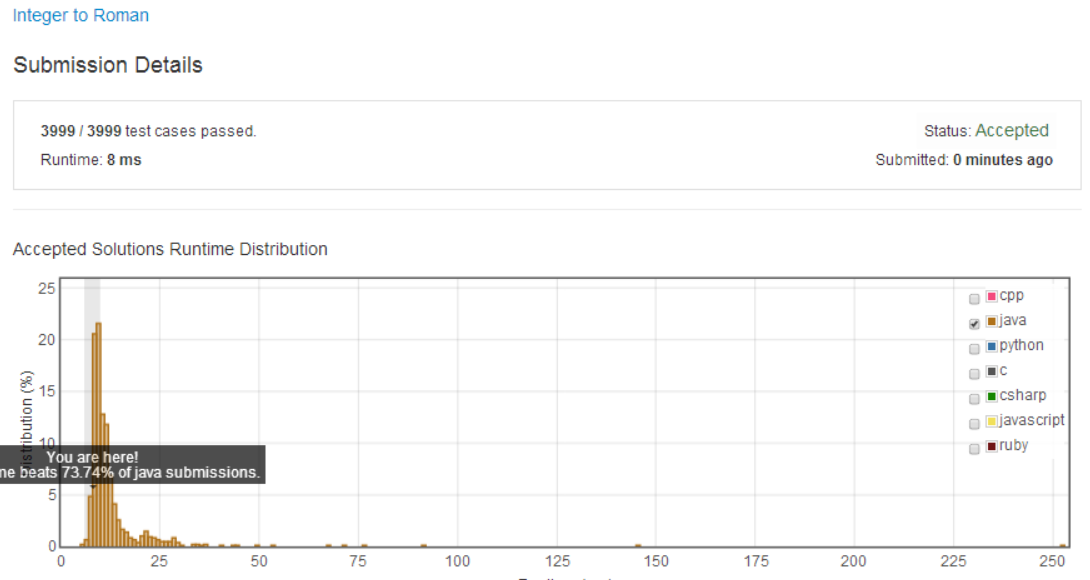 Integer to Roman
Submission Details
3999 / 3999 test cases passed.
Status: Accepted
Runtime: 8 ms
Submitted: 0 minutes ago
Accepted Solutions Runtime Distribution
25
20
15
10
5
0
Distribution (%)
You are here!
beats 73.74% of java submissions.
cpp
java
python
c
csharp
javascript
ruby
0 25 50 75 100 125 150 175 200 225 250